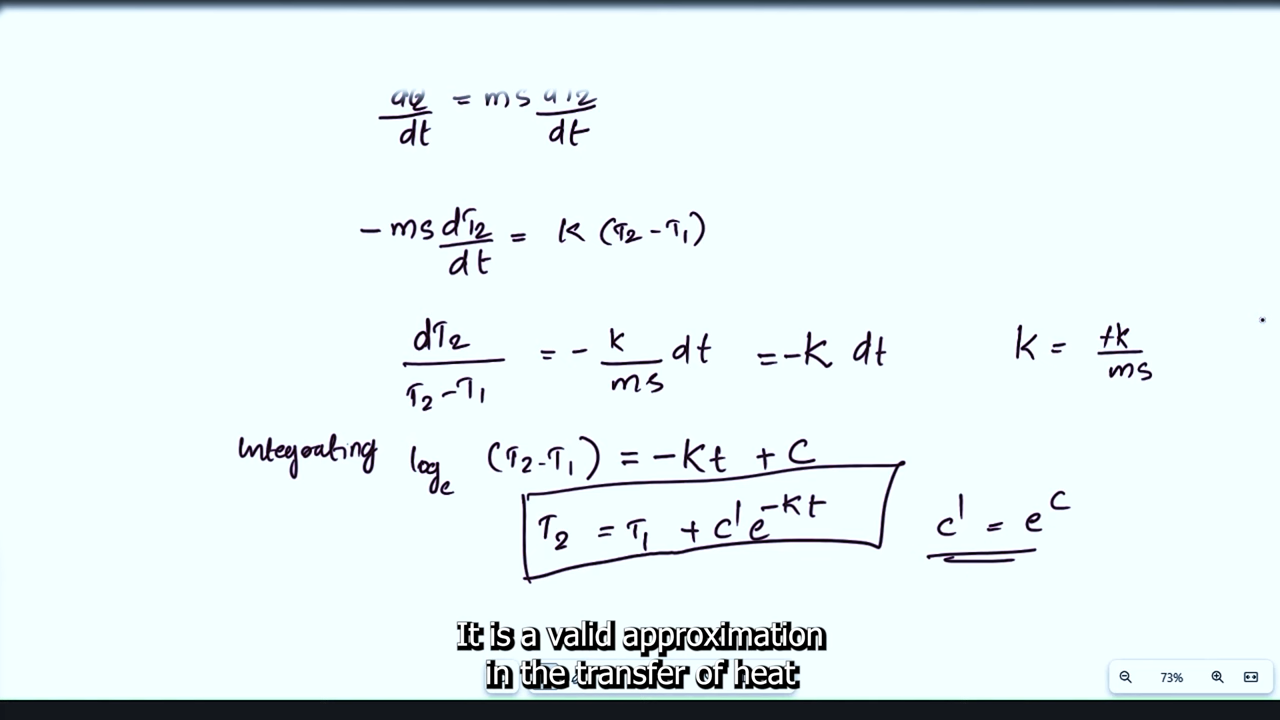 dQ/dt = ms dT2/dt
- ms dT2/dt = k (T2 - T1)
dT2/(T2 - T1) = - k/ms dt = -K dt K = +k/ms
Integrating loge (T2 - T1) = -Kt + C
T2 = T1 + C' e^-Kt C' = e^C
It is a valid approximation
in the transfer of heat
73%